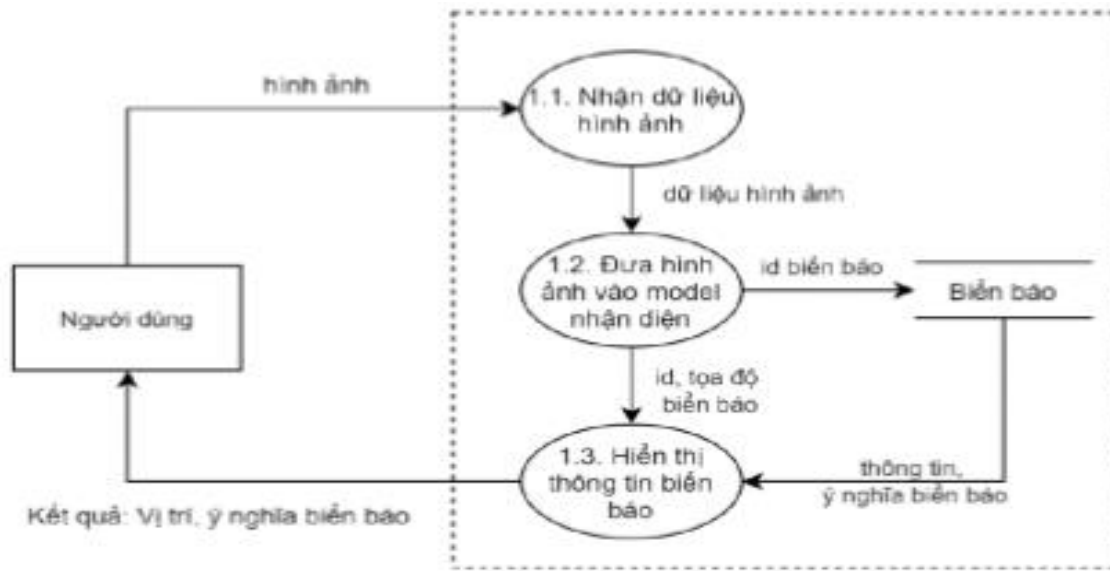 hình ảnh
1.1. Nhận dữ liệu
hình ảnh
dữ liệu hình ảnh
1.2. Đưa hình
ảnh vào model
nhận diện
id biển báo
Biển báo
Người dùng
id, tọa độ
biển báo
1.3. Hiển thị
thông tin biển
báo
thông tin,
ý nghĩa biển báo
Kết quả: Vị trí, ý nghĩa biển báo